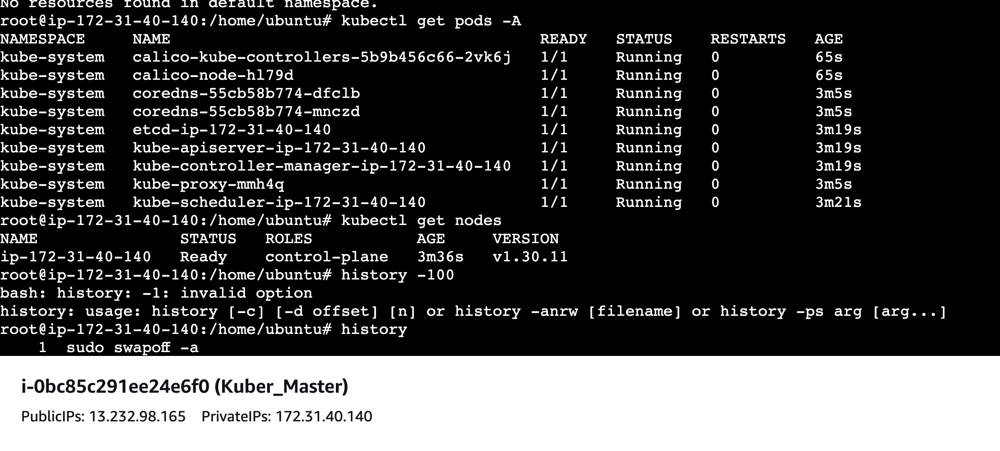 No resources found in default namespace.
root@ip-172-31-40-140:/home/ubuntu# kubectl get pods -A
NAMESPACE NAME READY STATUS RESTARTS AGE
kube-system calico-kube-controllers-5b9b456c66-2vk6j 1/1 Running 0 65s
kube-system calico-node-hl79d 1/1 Running 0 65s
kube-system coredns-55cb58b774-dfclb 1/1 Running 0 3m5s
kube-system coredns-55cb58b774-mnczd 1/1 Running 0 3m5s
kube-system etcd-ip-172-31-40-140 1/1 Running 0 3m19s
kube-system kube-apiserver-ip-172-31-40-140 1/1 Running 0 3m19s
kube-system kube-controller-manager-ip-172-31-40-140 1/1 Running 0 3m19s
kube-system kube-proxy-mmh4q 1/1 Running 0 3m5s
kube-system kube-scheduler-ip-172-31-40-140 1/1 Running 0 3m21s
root@ip-172-31-40-140:/home/ubuntu# kubectl get nodes
NAME STATUS ROLES AGE VERSION
ip-172-31-40-140 Ready control-plane 3m36s v1.30.11
root@ip-172-31-40-140:/home/ubuntu# history -100
bash: history: -1: invalid option
history: usage: history [-c] [-d offset] [n] or history -anrw [filename] or history -ps arg [arg...]
root@ip-172-31-40-140:/home/ubuntu# history
1 sudo swapoff -a
i-0bc85c291ee24e6f0 (Kuber_Master)
PublicIPs: 13.232.98.165 PrivateIPs: 172.31.40.140